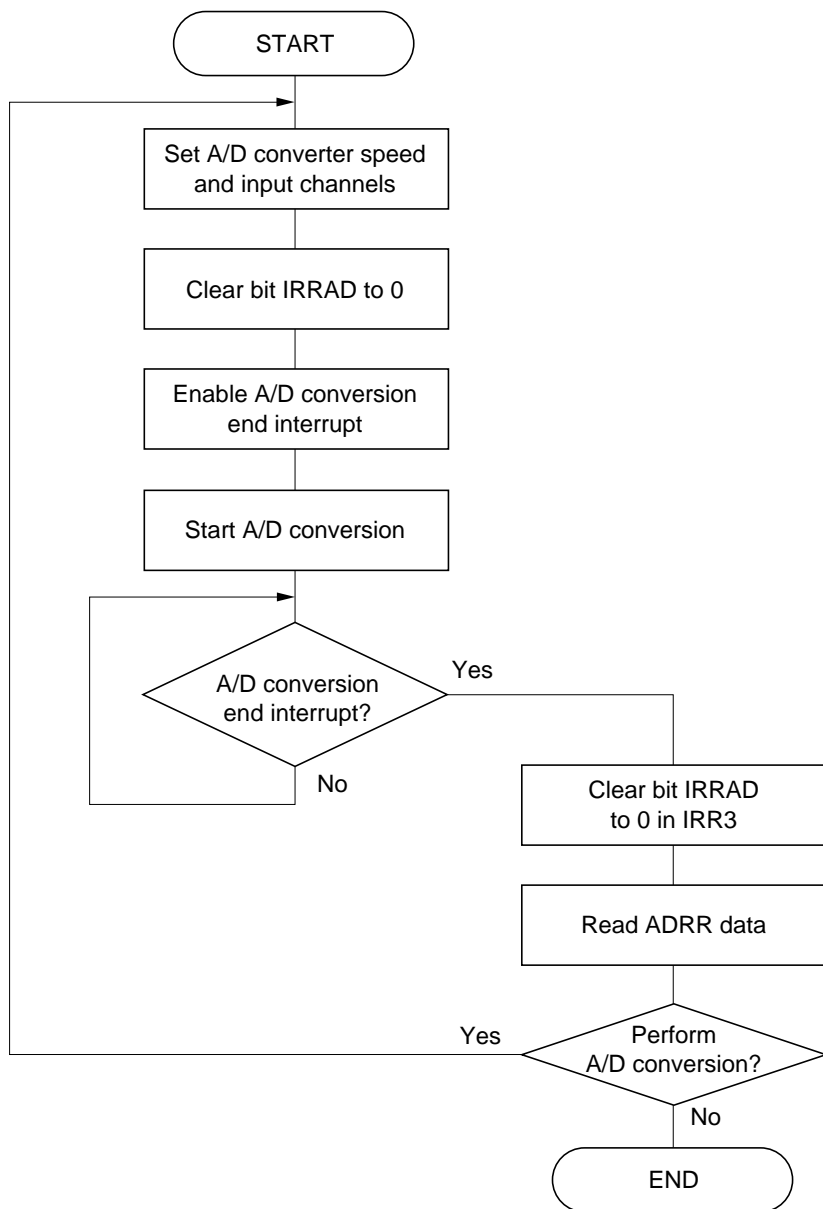 START
Set A/D converter speed
and input channels
Clear bit IRRAD to 0
Enable A/D conversion
end interrupt
Start A/D conversion
A/D conversion
end interrupt?
Yes
No
Clear bit IRRAD
to 0 in IRR3
Read ADRR data
Perform
A/D conversion?
Yes
No
END